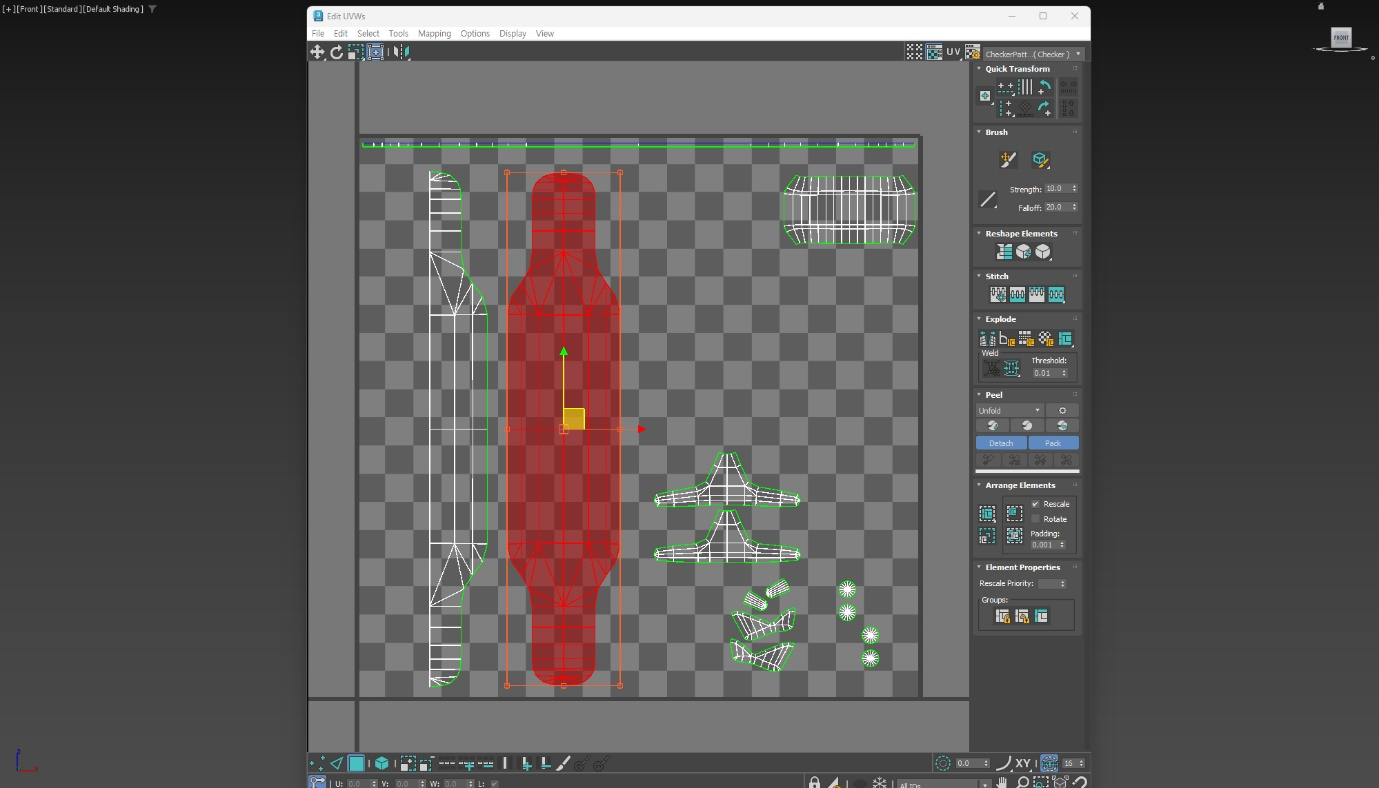 [+][Front][Standard][Default Shading]
Edit UVWs
File Edit Select Tools Mapping Options Display View
UV CheckerPatt...( Checker )
FRONT
Quick Transform
Brush
Strength: 10.0
Falloff: 20.0
Reshape Elements
Stitch
Explode
Weld
Threshold:
0.01
Peel
Unfold
Detach Pack
Arrange Elements
Rescale
Rotate
Padding:
0.001
Element Properties
Rescale Priority:
Groups:
0.0 XY 16
U: 0.0 V: 0.0 W: 0.0 L:
All IDs
z
x